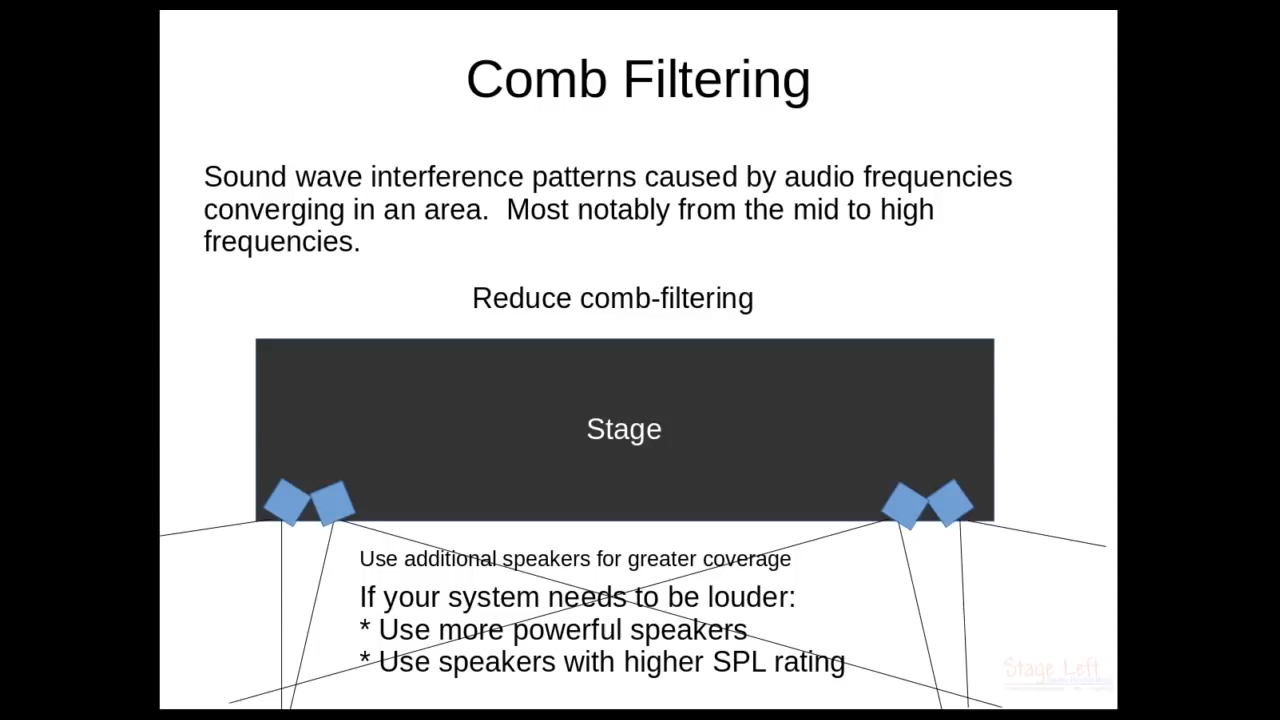 Comb Filtering
Sound wave interference patterns caused by audio frequencies
converging in an area.  Most notably from the mid to high
frequencies.
Reduce comb-filtering
Stage
Use additional speakers for greater coverage
If your system needs to be louder:
* Use more powerful speakers
* Use speakers with higher SPL rating
Stage Left